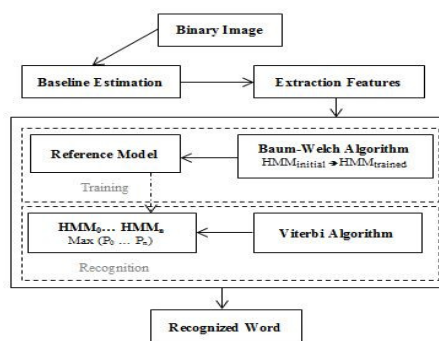 Binary Image
Baseline Estimation
Extraction Features
Reference Model
Baum-Welch Algorithm
HMMinitial → HMMtrained
Training
HMM0… HMMn
Max (P0 … Pn)
Viterbi Algorithm
Recognition
Recognized Word